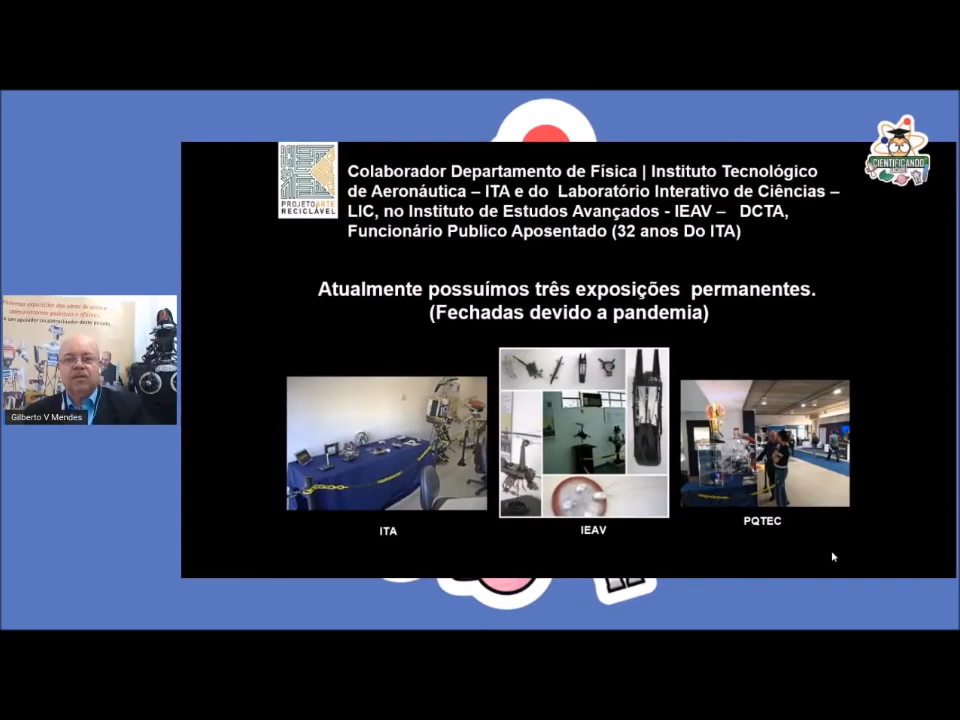 CIENTIFICANDO
PROJETOARTE
RECICLÁVEL
Colaborador Departamento de Física | Instituto Tecnológico
de Aeronáutica – ITA e do Laboratório Interativo de Ciências –
LIC, no Instituto de Estudos Avançados - IEAV – DCTA,
Funcionário Publico Aposentado (32 anos Do ITA)
Atualmente possuímos três exposições permanentes.
(Fechadas devido a pandemia)
Gilberto V Mendes
ITA
IEAV
PQTEC